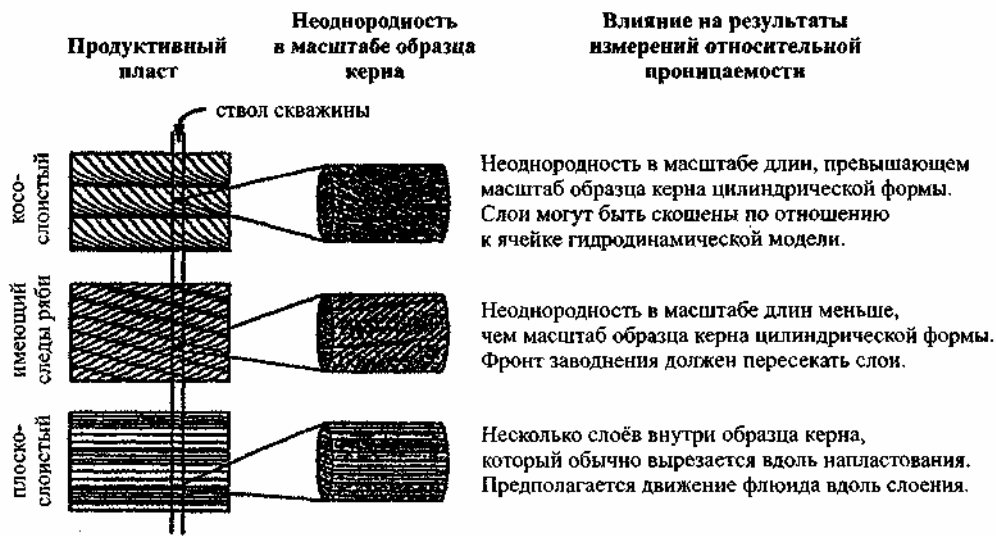 Продуктивный
пласт
Неоднородность
в масштабе образца
керна
Влияние на результаты
измерений относительной
проницаемости
ствол скважины
косо-
слоистый
Неоднородность в масштабе длин, превышающем
масштаб образца керна цилиндрической формы.
Слои могут быть скошены по отношению
к ячейке гидродинамической модели.
имеющий
следы ряби
Неоднородность в масштабе длин меньше,
чем масштаб образца керна цилиндрической формы.
Фронт заводнения должен пересекать слои.
плоско-
слоистый
Несколько слоёв внутри образца керна,
который обычно вырезается вдоль напластования.
Предполагается движение флюида вдоль слоения.